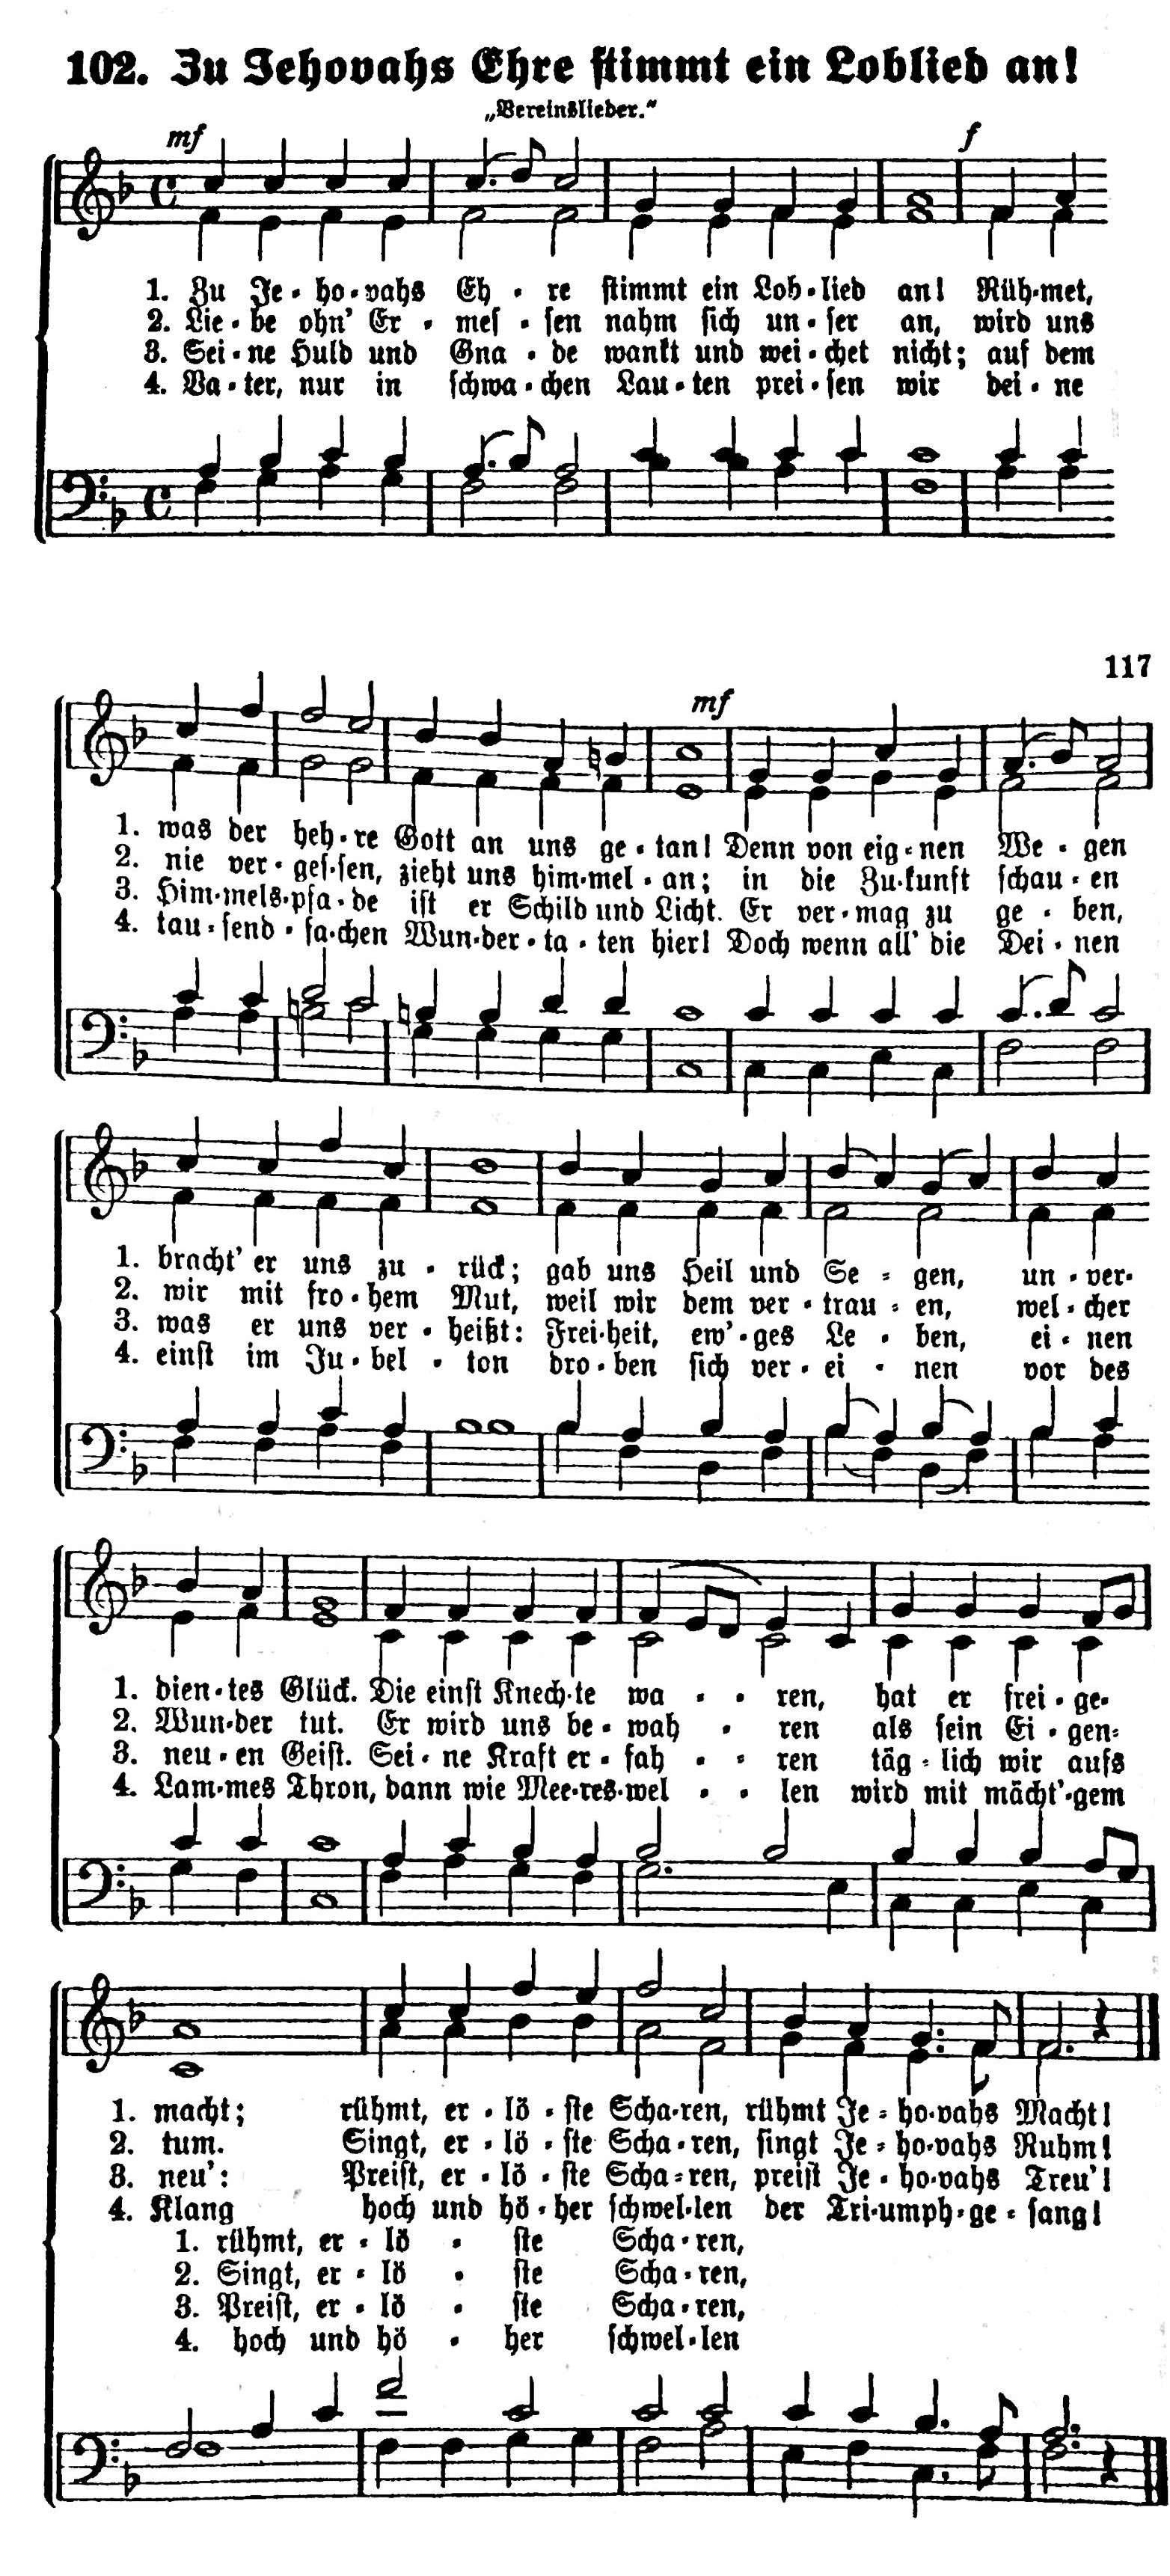 102. Zu Jehovahs Ehre stimmt ein Loblied an!
„Vereinslieder.“
mf f
1. Zu Je-ho-vahs Eh-re stimmt ein Lob-lied an! Rüh-met,
2. Lie-be ohn' Er-mes-sen nahm sich un-ser an, wird uns
3. Sei-ne Huld und Gna-de wankt und wei-chet nicht; auf dem
4. Va-ter, nur in schwa-chen Lau-ten prei-sen wir dei-ne
117
mf
1. was der heh-re Gott an uns ge-tan! Denn von eig-nen We-gen
2. nie ver-ges-sen, zieht uns him-mel-an; in die Zu-kunft schau-en
3. Him-mels-pfa-de ist er Schild und Licht. Er ver-mag zu ge-ben,
4. tau-send-fa-chen Wun-der-ta-ten hier! Doch wenn all' die Dei-nen
1. bracht' er uns zu-rück; gab uns Heil und Se-gen, un-ver-
2. wir mit fro-hem Mut, weil wir dem ver-trau-en, wel-cher
3. was er uns ver-heißt: Frei-heit, ew'-ges Le-ben, ei-nen
4. einst im Ju-bel-ton dro-ben sich ver-ei-nen vor des
1. dien-tes Glück. Die einst Knech-te wa-ren, hat er frei-ge-
2. Wun-der tut. Er wird uns be-wah-ren als sein Ei-gen-
3. neu-en Geist. Sei-ne Kraft er-fah-ren täg-lich wir aufs
4. Lam-mes Thron, dann wie Mee-res-wel-len wird mit mächt'-gem
1. macht; rühmt, er-lö-ste Scha-ren, rühmt Je-ho-vahs Macht!
2. tum. Singt, er-lö-ste Scha-ren, singt Je-ho-vahs Ruhm!
3. neu': Preist, er-lö-ste Scha-ren, preist Je-ho-vahs Treu'!
4. Klang hoch und hö-her schwel-len der Tri-umph-ge-sang!
1. rühmt, er-lö-ste Scha-ren,
2. Singt, er-lö-ste Scha-ren,
3. Preist, er-lö-ste Scha-ren,
4. hoch und hö-her schwel-len